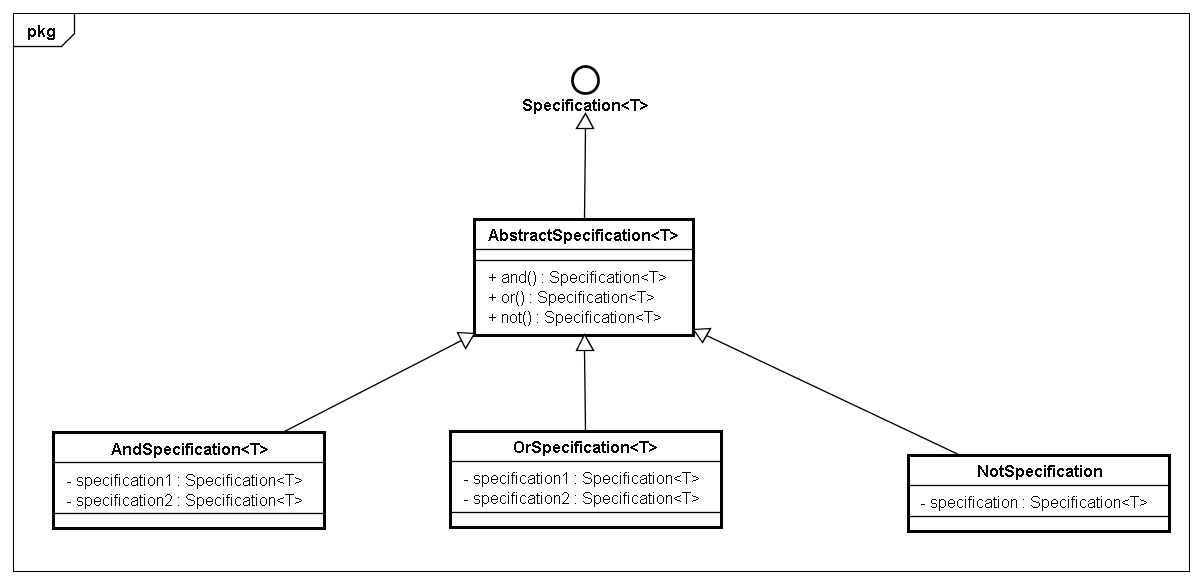 pkg
Specification<T>
AbstractSpecification<T>
+ and() : Specification<T>
+ or() : Specification<T>
+ not() : Specification<T>
AndSpecification<T>
- specification1 : Specification<T>
- specification2 : Specification<T>
OrSpecification<T>
- specification1 : Specification<T>
- specification2 : Specification<T>
NotSpecification
- specification : Specification<T>